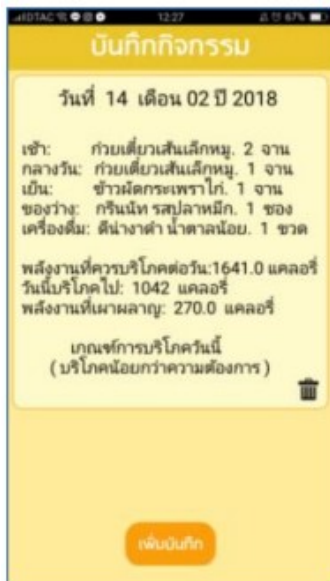 DTAC 12:27 67%
บันทึกกิจกรรม
วันที่ 14 เดือน 02 ปี 2018
เช้า: ก๋วยเตี๋ยวเส้นเล็กหมู. 2 จาน
กลางวัน: ก๋วยเตี๋ยวเส้นเล็กหมู. 1 จาน
เย็น: ข้าวผัดกระเพราไก่. 1 จาน
ของว่าง: กรีนนัท รสปลาหมึก. 1 ซอง
เครื่องดื่ม: ดีน่างาดำ น้ำตาลน้อย. 1 ขวด
พลังงานที่ควรบริโภคต่อวัน:1641.0 แคลอรี่
วันนี้บริโภคไป: 1042 แคลอรี่
พลังงานที่เผาผลาญ: 270.0 แคลอรี่
เกณฑ์การบริโภควันนี้
( บริโภคน้อยกว่าความต้องการ )
เพิ่มบันทึก